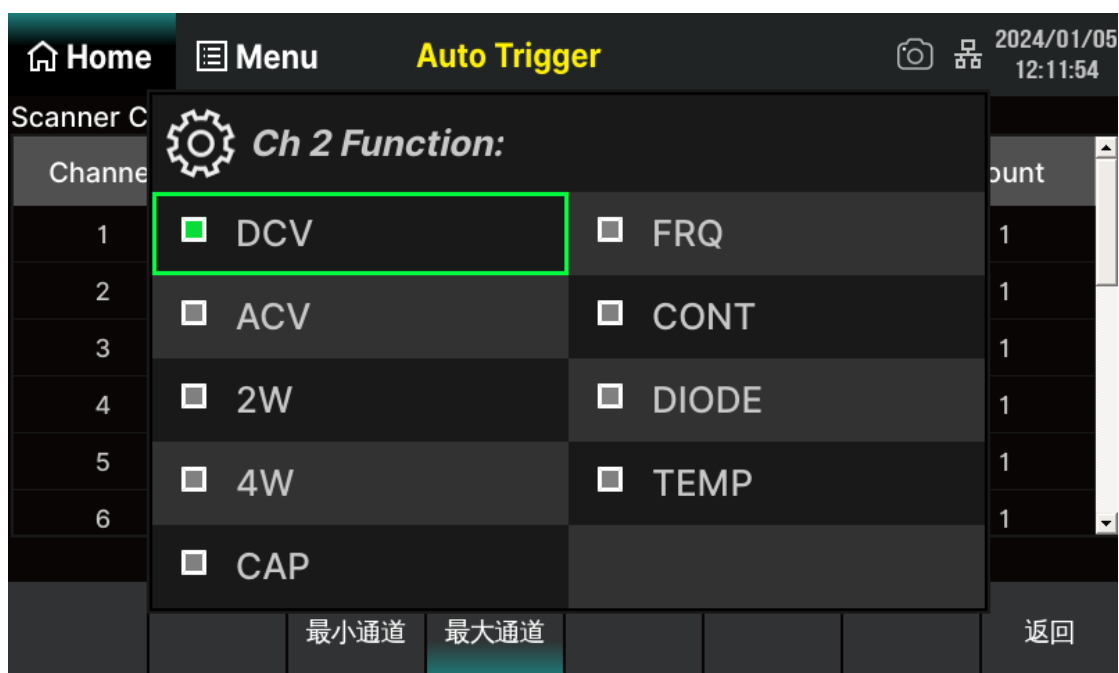 Home
Menu
Auto Trigger
2024/01/05
12:11:54
Scanner C
Channe
ount
Ch 2 Function:
DCV
FRQ
ACV
CONT
2W
DIODE
4W
TEMP
CAP
1
1
2
1
3
1
4
1
5
1
6
1
最小通道
最大通道
返回